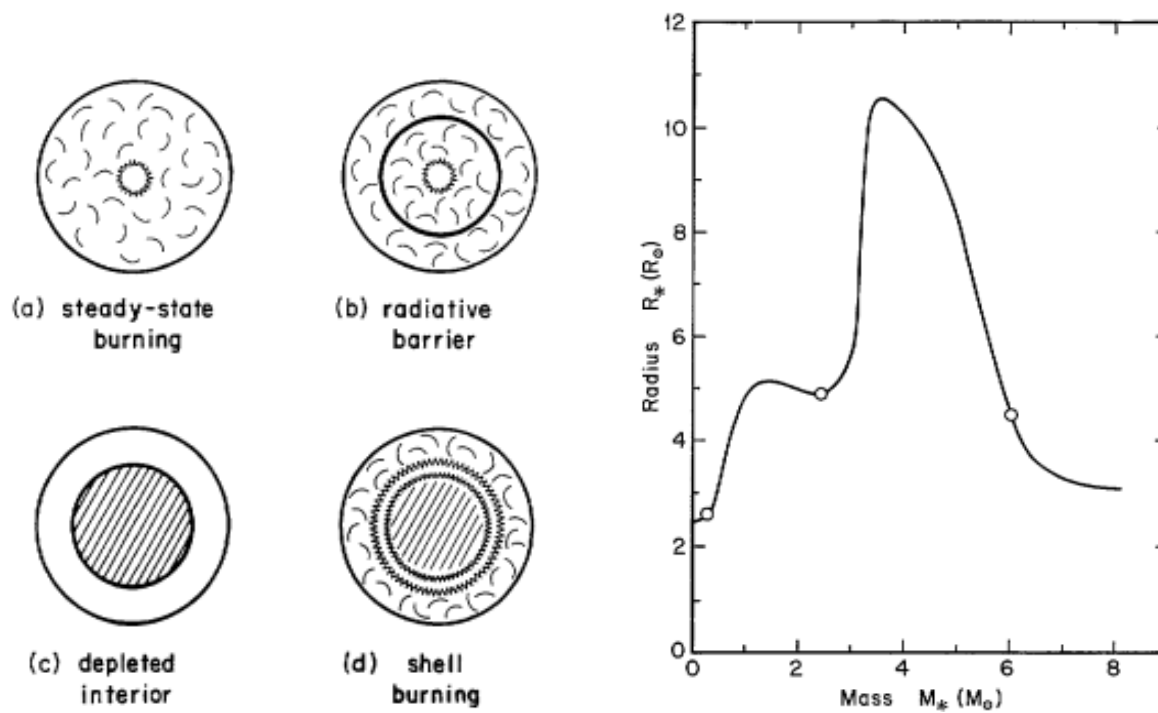 (a) steady-state
burning
(b) radiative
barrier
(c) depleted
interior
(d) shell
burning
12
10
8
6
4
2
0
Radius R* (R⊙)
0 2 4 6 8
Mass M* (M⊙)